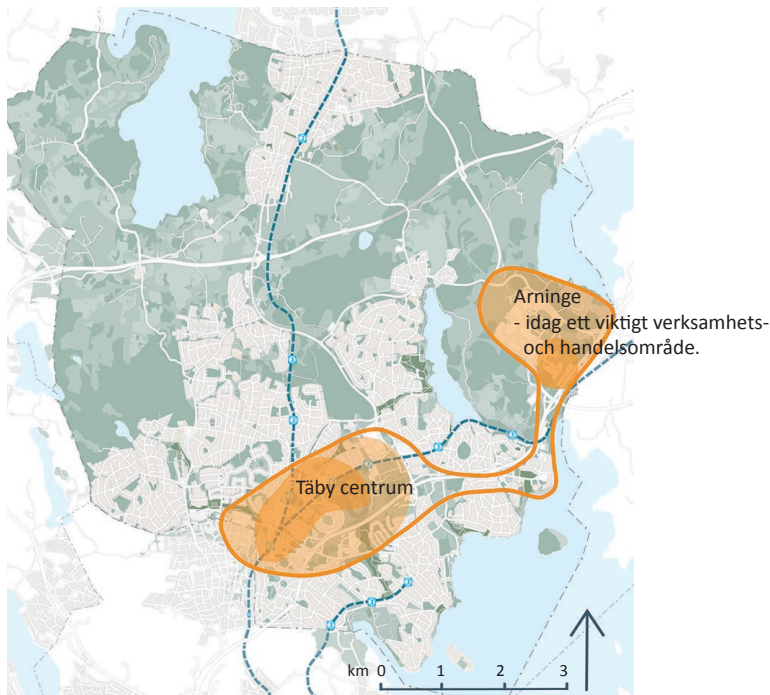 Arninge
- idag ett viktigt verksamhets-
och handelsområde.
Täby centrum
km 0 1 2 3